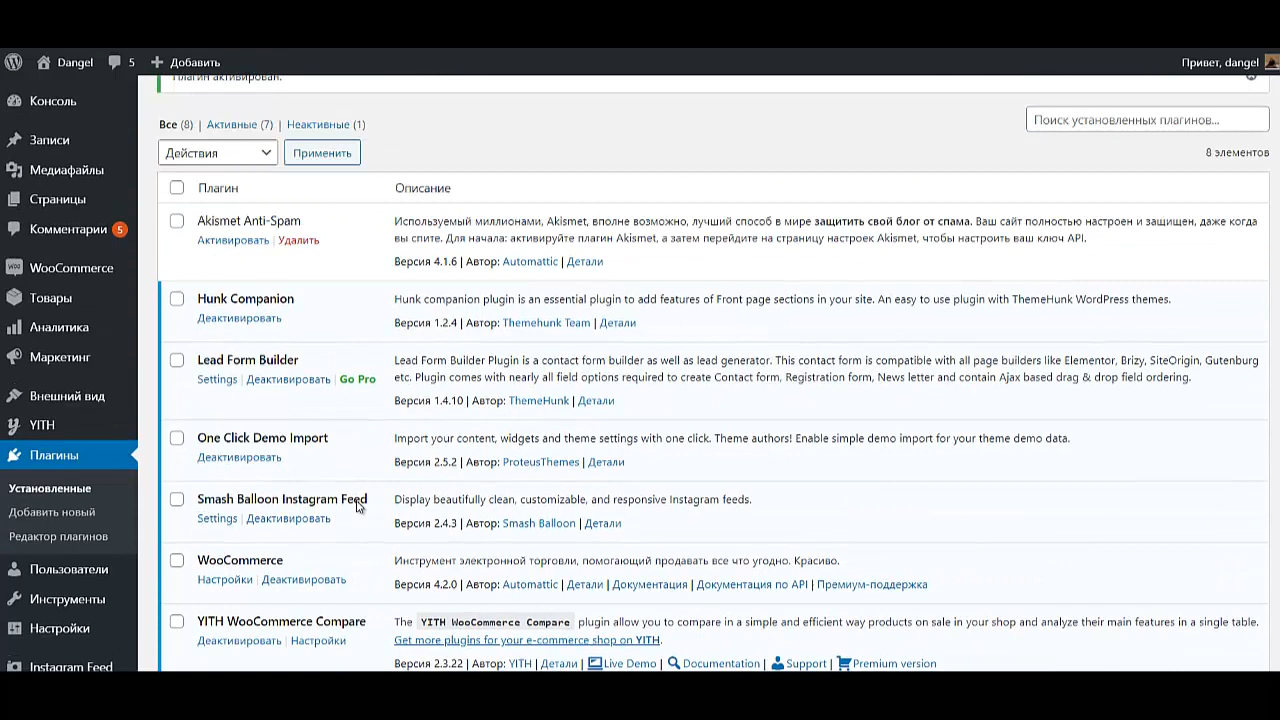 Dangel 5 Добавить Привет, dangel
Плагин активирован.
Консоль
Записи
Медиафайлы
Страницы
Комментарии 5
WooCommerce
Товары
Аналитика
Маркетинг
Внешний вид
YITH
Плагины
Установленные
Добавить новый
Редактор плагинов
Пользователи
Инструменты
Настройки
Instagram Feed
Все (8) | Активные (7) | Неактивные (1)
Поиск установленных плагинов...
Действия Применить
8 элементов
Плагин Описание
Akismet Anti-Spam
Активировать | Удалить
Используемый миллионами, Akismet, вполне возможно, лучший способ в мире защитить свой блог от спама. Ваш сайт полностью настроен и защищен, даже когда
вы спите. Для начала: активируйте плагин Akismet, а затем перейдите на страницу настроек Akismet, чтобы настроить ваш ключ API.
Версия 4.1.6 | Автор: Automattic | Детали
Hunk Companion
Деактивировать
Hunk companion plugin is an essential plugin to add features of Front page sections in your site. An easy to use plugin with ThemeHunk WordPress themes.
Версия 1.2.4 | Автор: Themehunk Team | Детали
Lead Form Builder
Settings | Деактивировать | Go Pro
Lead Form Builder Plugin is a contact form builder as well as lead generator. This contact form is compatible with all page builders like Elementor, Brizy, SiteOrigin, Gutenburg
etc. Plugin comes with nearly all field options required to create Contact form, Registration form, News letter and contain Ajax based drag & drop field ordering.
Версия 1.4.10 | Автор: ThemeHunk | Детали
One Click Demo Import
Деактивировать
Import your content, widgets and theme settings with one click. Theme authors! Enable simple demo import for your theme demo data.
Версия 2.5.2 | Автор: ProteusThemes | Детали
Smash Balloon Instagram Feed
Settings | Деактивировать
Display beautifully clean, customizable, and responsive Instagram feeds.
Версия 2.4.3 | Автор: Smash Balloon | Детали
WooCommerce
Настройки | Деактивировать
Инструмент электронной торговли, помогающий продавать все что угодно. Красиво.
Версия 4.2.0 | Автор: Automattic | Детали | Документация | Документация по API | Премиум-поддержка
YITH WooCommerce Compare
Деактивировать | Настройки
The YITH WooCommerce Compare plugin allow you to compare in a simple and efficient way products on sale in your shop and analyze their main features in a single table.
Get more plugins for your e-commerce shop on YITH.
Версия 2.3.22 | Автор: YITH | Детали | Live Demo | Documentation | Support | Premium version